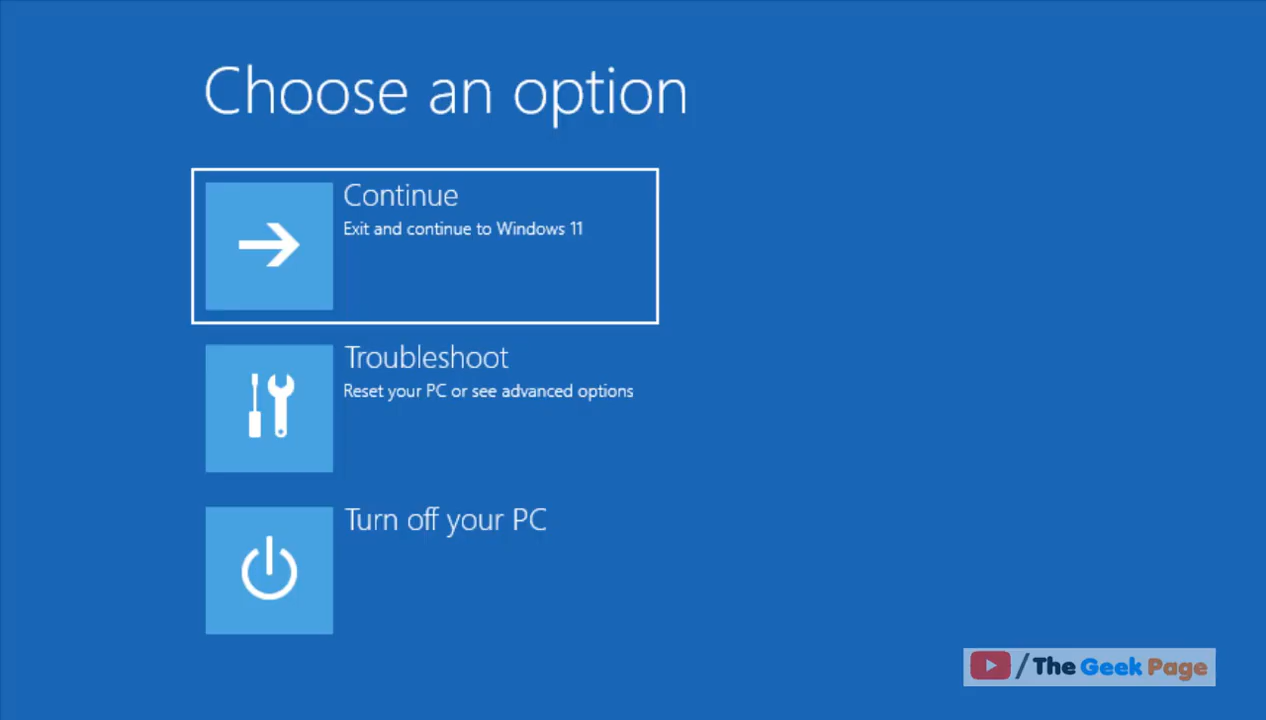 Choose an option
Continue
Exit and continue to Windows 11
Troubleshoot
Reset your PC or see advanced options
Turn off your PC
/The Geek Page